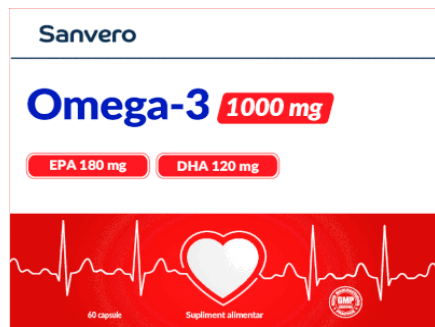 Sanvero
Omega-3 1000 mg
EPA 180 mg DHA 120 mg
GMP
60 capsule Supliment alimentar